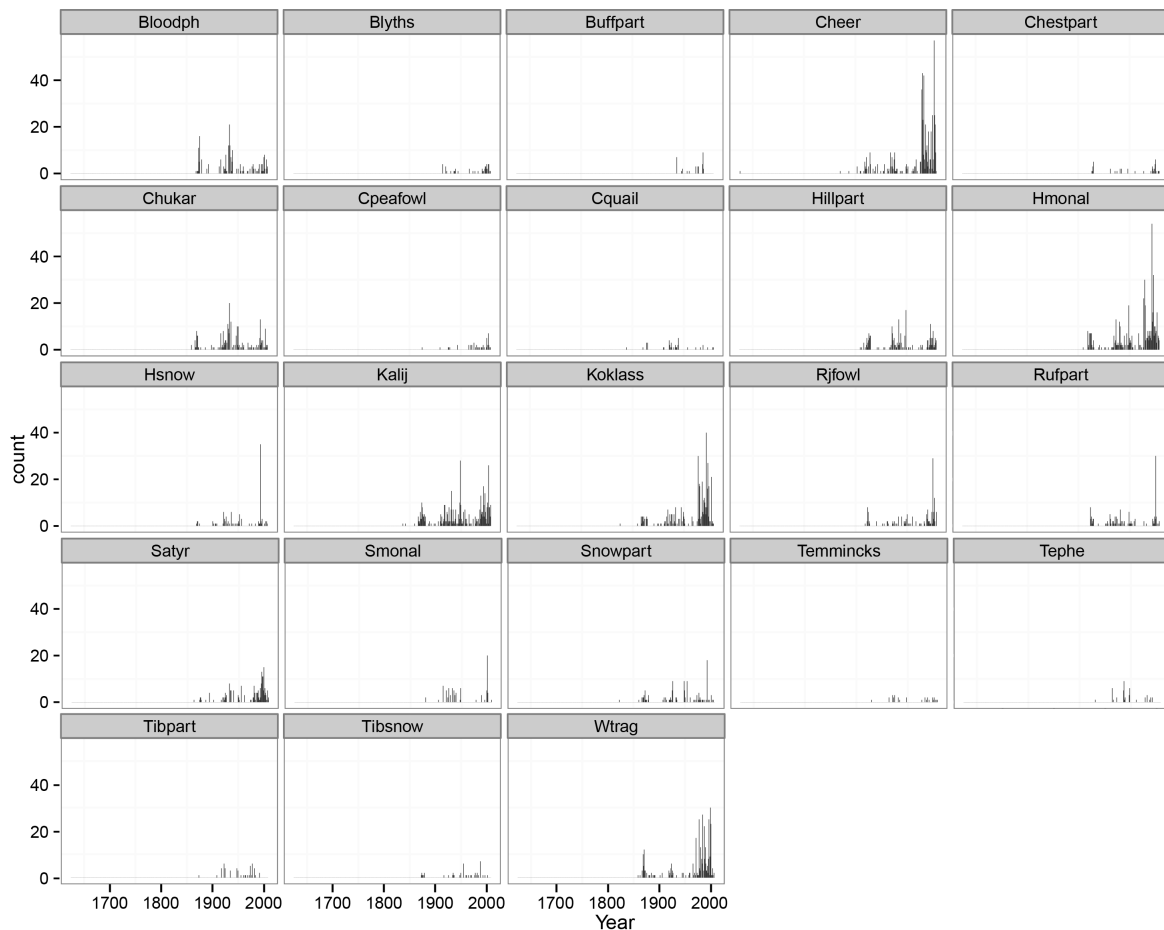 Bloodph Blyths Buffpart Cheer Chestpart
40
20
0
Chukar Cpeafowl Cquail Hillpart Hmonal
40
20
0
Hsnow Kalij Koklass Rjfowl Rufpart
40
20
0
count
Satyr Smonal Snowpart Temmincks Tephe
40
20
0
Tibpart Tibsnow Wtrag
40
20
0
1700 1800 1900 2000 1700 1800 1900 2000 1700 1800 1900 2000
Year